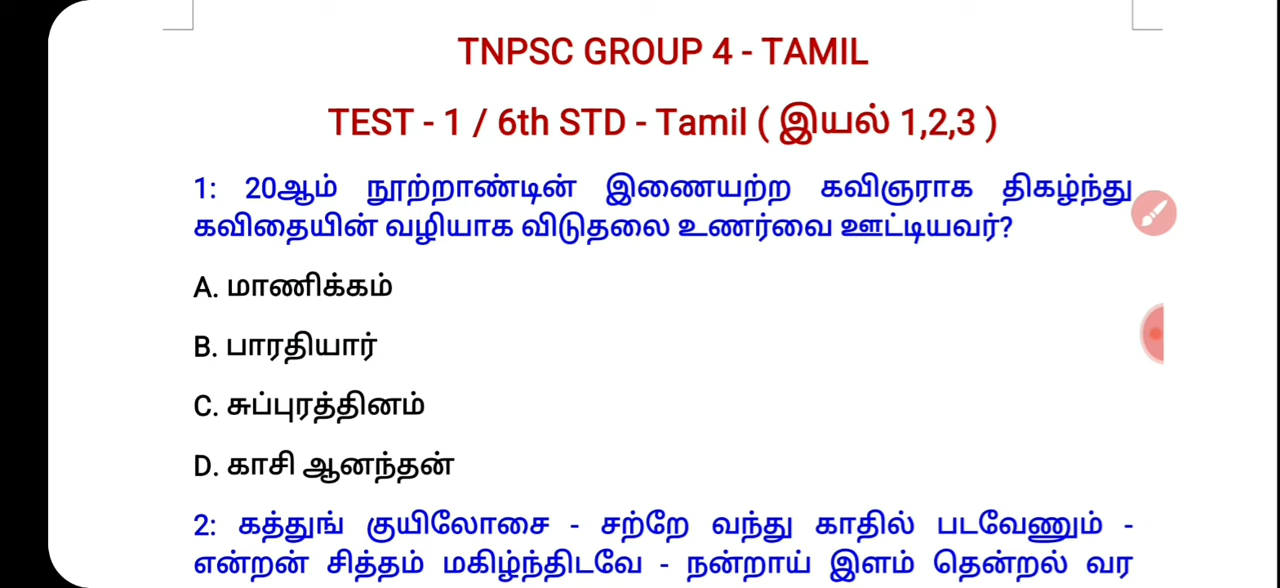 TNPSC GROUP 4 - TAMIL
TEST - 1 / 6th STD - Tamil ( இயல் 1,2,3 )
1: 20ஆம் நூற்றாண்டின் இணையற்ற கவிஞராக திகழ்ந்து
கவிதையின் வழியாக விடுதலை உணர்வை ஊட்டியவர்?
A. மாணிக்கம்
B. பாரதியார்
C. சுப்புரத்தினம்
D. காசி ஆனந்தன்
2: கத்துங் குயிலோசை - சற்றே வந்து காதில் படவேணும் -
என்றன் சித்தம் மகிழ்ந்திடவே - நன்றாய் இளம் தென்றல் வர